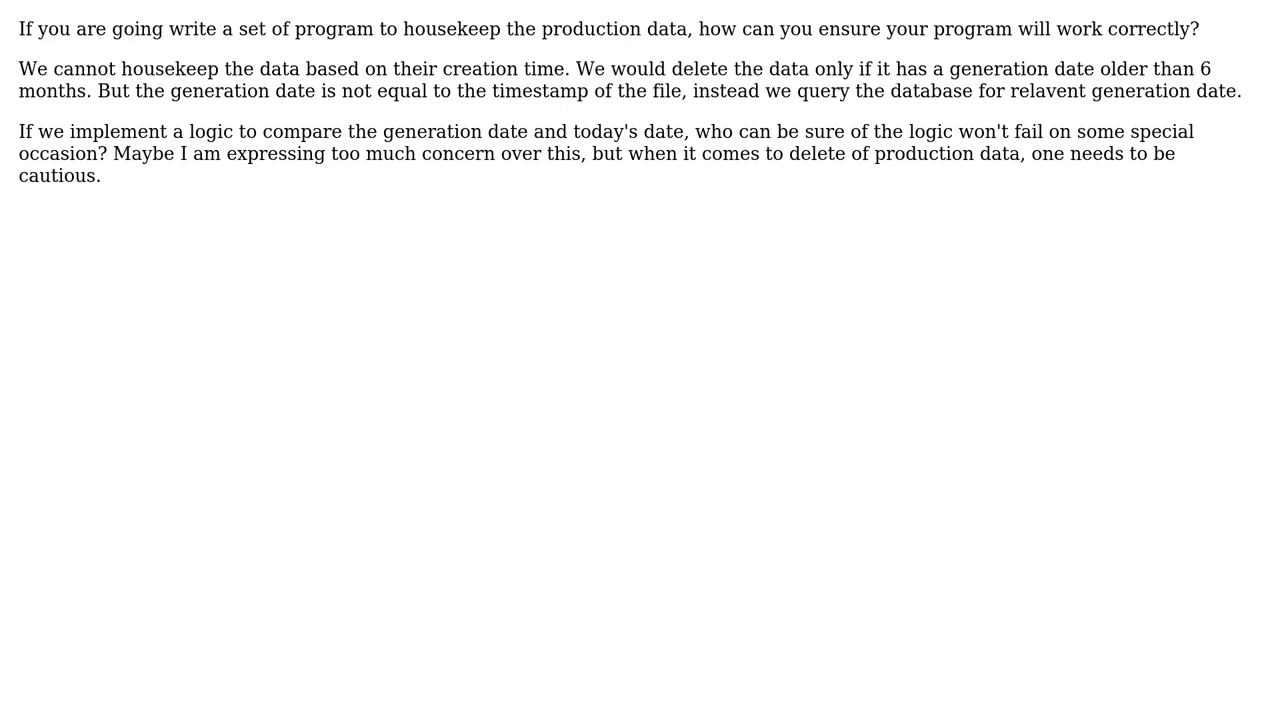 If you are going write a set of program to housekeep the production data, how can you ensure your program will work correctly?
We cannot housekeep the data based on their creation time. We would delete the data only if it has a generation date older than 6
months. But the generation date is not equal to the timestamp of the file, instead we query the database for relavent generation date.
If we implement a logic to compare the generation date and today's date, who can be sure of the logic won't fail on some special
occasion? Maybe I am expressing too much concern over this, but when it comes to delete of production data, one needs to be
cautious.